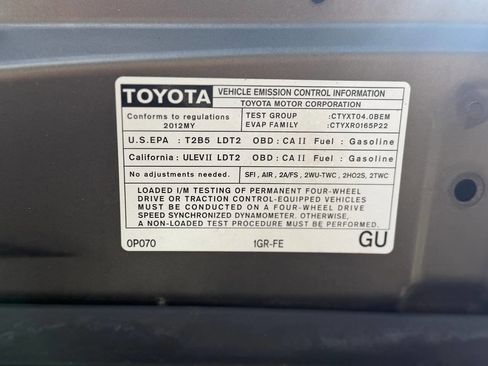 TOYOTA VEHICLE EMISSION CONTROL INFORMATION
TOYOTA MOTOR CORPORATION
Conforms to regulations
2012MY
TEST GROUP :CTYXT04.0BEM
EVAP FAMILY :CTYXR0165P22
U.S.EPA : T2B5 LDT2 OBD : CA II Fuel : Gasoline
California : ULEVII LDT2 OBD : CA II Fuel : Gasoline
No adjustments needed. SFI , AIR , 2A/FS , 2WU-TWC , 2HO2S, 2TWC
LOADED I/M TESTING OF PERMANENT FOUR-WHEEL
DRIVE OR TRACTION CONTROL-EQUIPPED VEHICLES
MUST BE CONDUCTED ON A FOUR-WHEEL DRIVE
SPEED SYNCHRONIZED DYNAMOMETER. OTHERWISE,
A NON-LOADED TEST PROCEDURE MUST BE PERFORMED.
0P070 1GR-FE GU